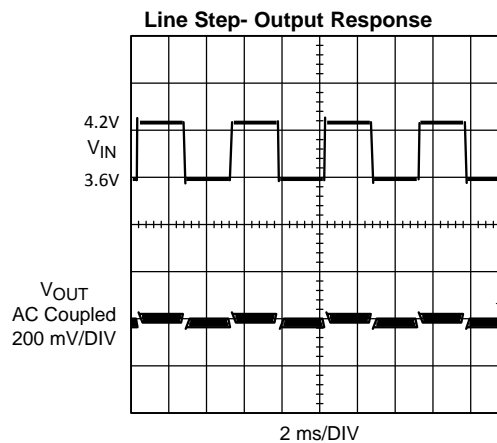 Line Step- Output Response
4.2V
VIN
3.6V
VOUT
AC Coupled
200 mV/DIV
2 ms/DIV